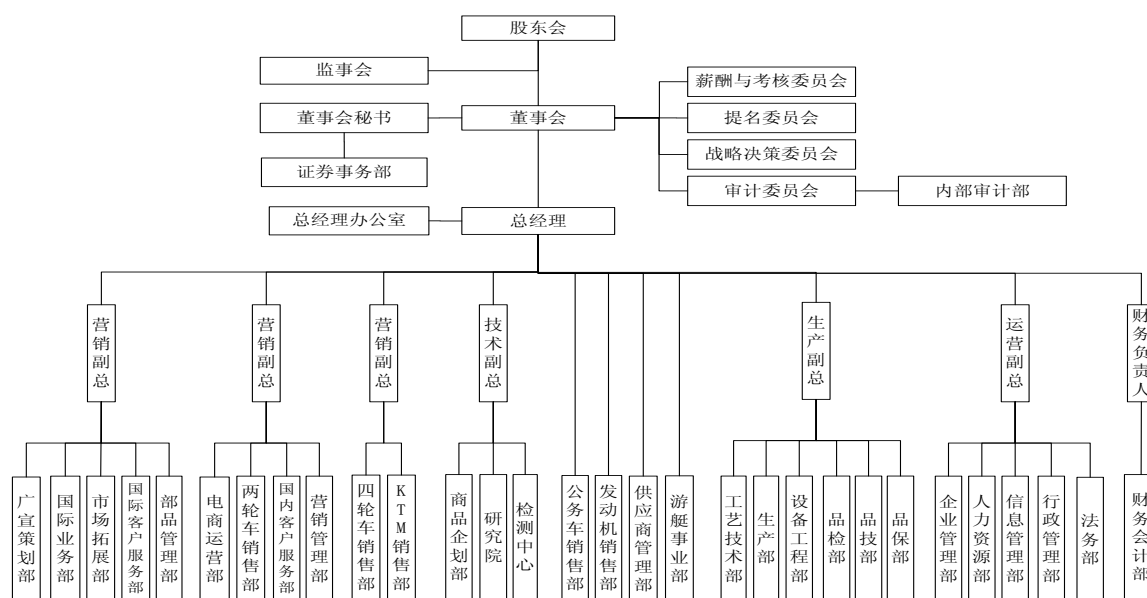 股东会
监事会
薪酬与考核委员会
董事会秘书
董事会
提名委员会
战略决策委员会
证券事务部
审计委员会
内部审计部
总经理办公室
总经理
营销副总
营销副总
营销副总
技术副总
生产副总
运营副总
财务负责人
广宣策划部
国际业务部
市场拓展部
国际客户服务部
部品管理部
电商运营部
两轮车销售部
国内客户服务部
营销管理部
四轮车销售部
KTM销售部
商品企划部
研究院
检测中心
公务车销售部
发动机销售部
供应商管理部
游艇事业部
工艺技术部
生产部
设备工程部
品检部
品技部
品保部
企业管理部
人力资源部
信息管理部
行政管理部
法务部
财务会计部